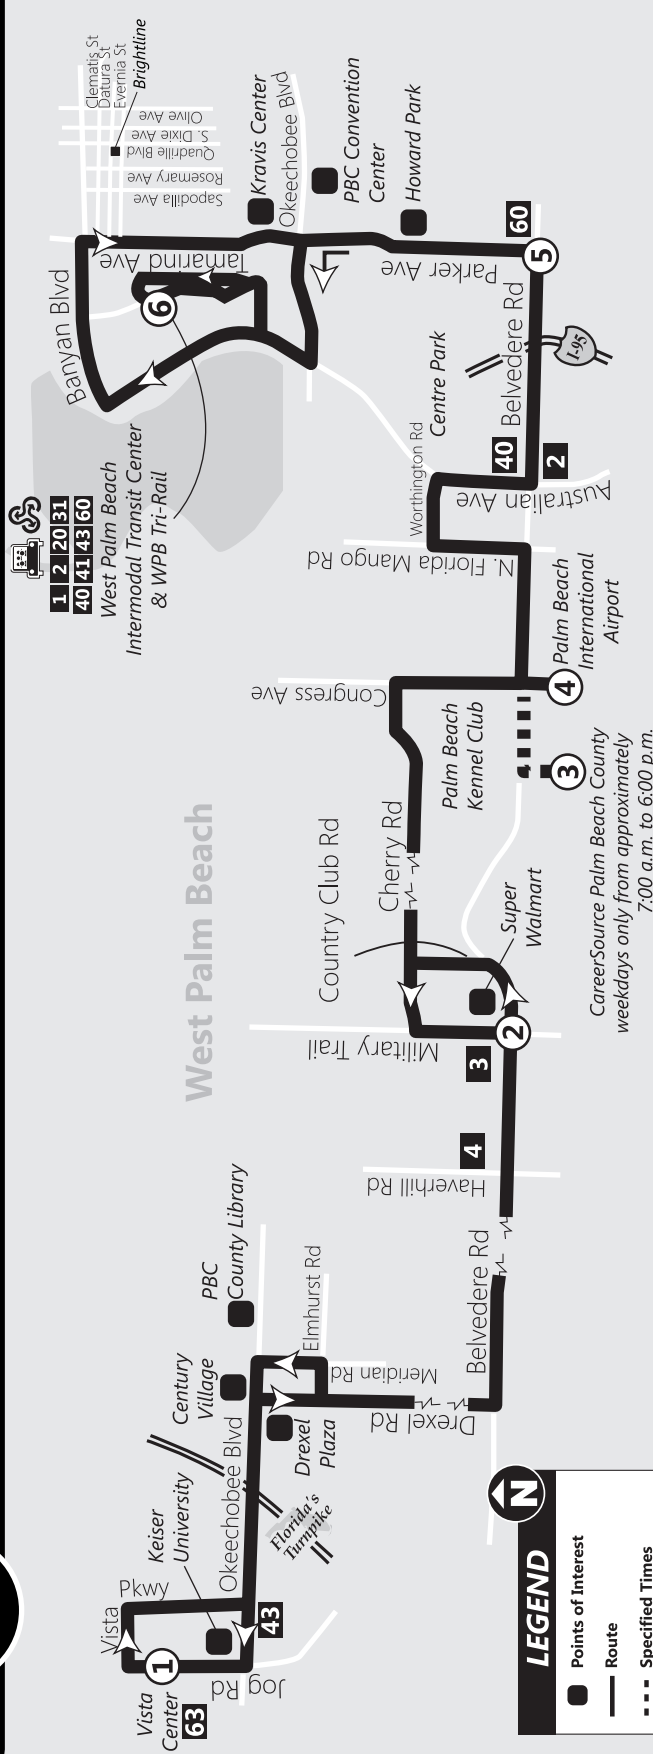 Clematis St
Datura St
Evernia St
Brightline
Olive Ave
S. Dixie Ave
Quadrille Blvd
Rosemary Ave
Sapodilla Ave
Banyan Blvd
Tamarind Ave
Kravis Center
Okeechobee Blvd
PBC Convention
Center
Howard Park
Parker Ave
60
5
6
1 2 20 31
40 41 43 60
West Palm Beach
Intermodal Transit Center
& WPB Tri-Rail
Belvedere Rd
I-95
Centre Park
40
2
Australian Ave
Worthington Rd
N. Florida Mango Rd
Palm Beach
International
Airport
4
Congress Ave
Palm Beach
Kennel Club
3
CareerSource Palm Beach County
weekdays only from approximately
7:00 a.m. to 6:00 p.m.
West Palm Beach
Cherry Rd
Country Club Rd
Super
Walmart
2
Military Trail
3
4
Haverhill Rd
Belvedere Rd
PBC
County Library
Elmhurst Rd
Meridian Rd
Century
Village
Drexel Rd
Drexel
Plaza
Okeechobee Blvd
Florida's
Turnpike
Keiser
University
Vista Pkwy
43
Jog Rd
1
Vista
Center
63
N
LEGEND
Points of Interest
Route
Specified Times